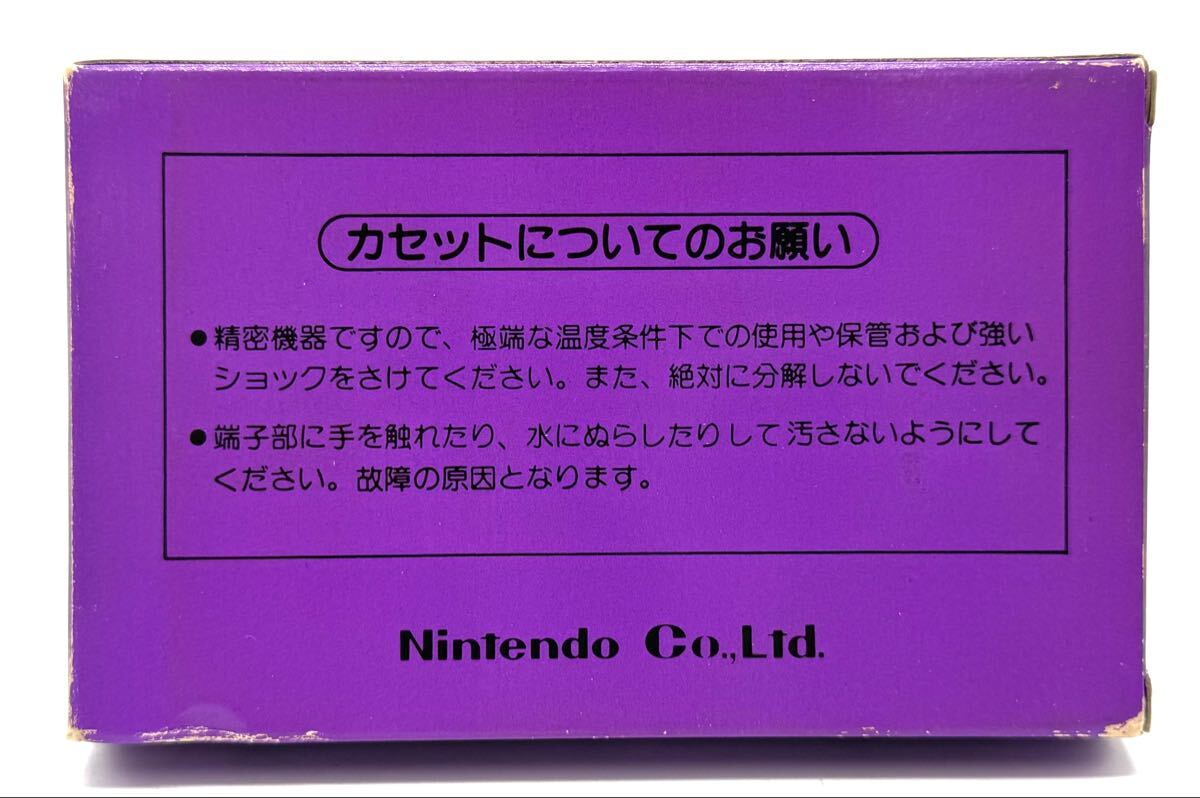 カセットについてのお願い
●精密機器ですので、極端な温度条件下での使用や保管および強い
ショックをさけてください。また、絶対に分解しないでください。
●端子部に手を触れたり、水にぬらしたりして汚さないようにして
ください。故障の原因となります。
Nintendo Co.,Ltd.